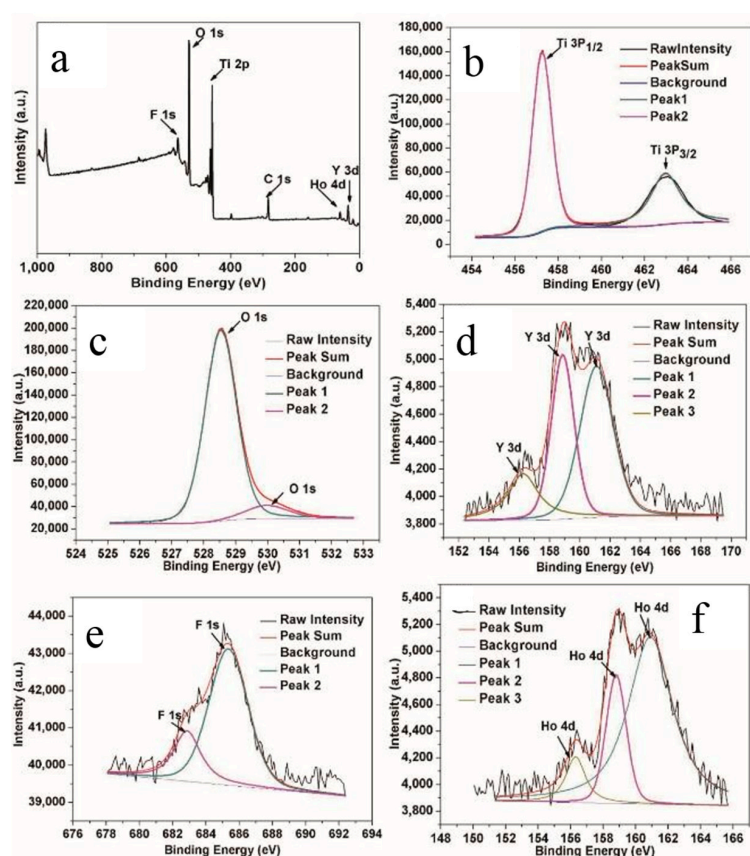 a
O 1s
Ti 2p
F 1s
C 1s
Ho 4d
Y 3d
Intensity (a.u.)
1,000 800 600 400 200 0
Binding Energy (eV)
b
180,000
160,000
140,000
120,000
100,000
80,000
60,000
40,000
20,000
0
Intensity (a.u.)
Ti 3P1/2
Ti 3P3/2
RawIntensity
PeakSum
Background
Peak1
Peak2
454 456 458 460 462 464 466
Binding Energy (eV)
c
220,000
200,000
180,000
160,000
140,000
120,000
100,000
80,000
60,000
40,000
20,000
Intensity (a.u.)
O 1s
O 1s
Raw Intensity
Peak Sum
Background
Peak 1
Peak 2
524 525 526 527 528 529 530 531 532 533
Binding Energy (eV)
d
5,400
5,200
5,000
4,800
4,600
4,400
4,200
4,000
3,800
Intensity (a.u.)
Y 3d
Y 3d
Y 3d
Raw Intensity
Peak Sum
Background
Peak 1
Peak 2
Peak 3
152 154 156 158 160 162 164 166 168 170
Binding Energy (eV)
e
44,000
43,000
42,000
41,000
40,000
39,000
Intensity (a.u.)
F 1s
F 1s
Raw Intensity
Peak Sum
Background
Peak 1
Peak 2
676 678 680 682 684 686 688 690 692 694
Binding Energy (eV)
f
5,400
5,200
5,000
4,800
4,600
4,400
4,200
4,000
3,800
Intensity (a.u.)
Ho 4d
Ho 4d
Ho 4d
Raw Intensity
Peak Sum
Background
Peak 1
Peak 2
Peak 3
150 152 154 156 158 160 162 164 166
Binding Energy (eV)